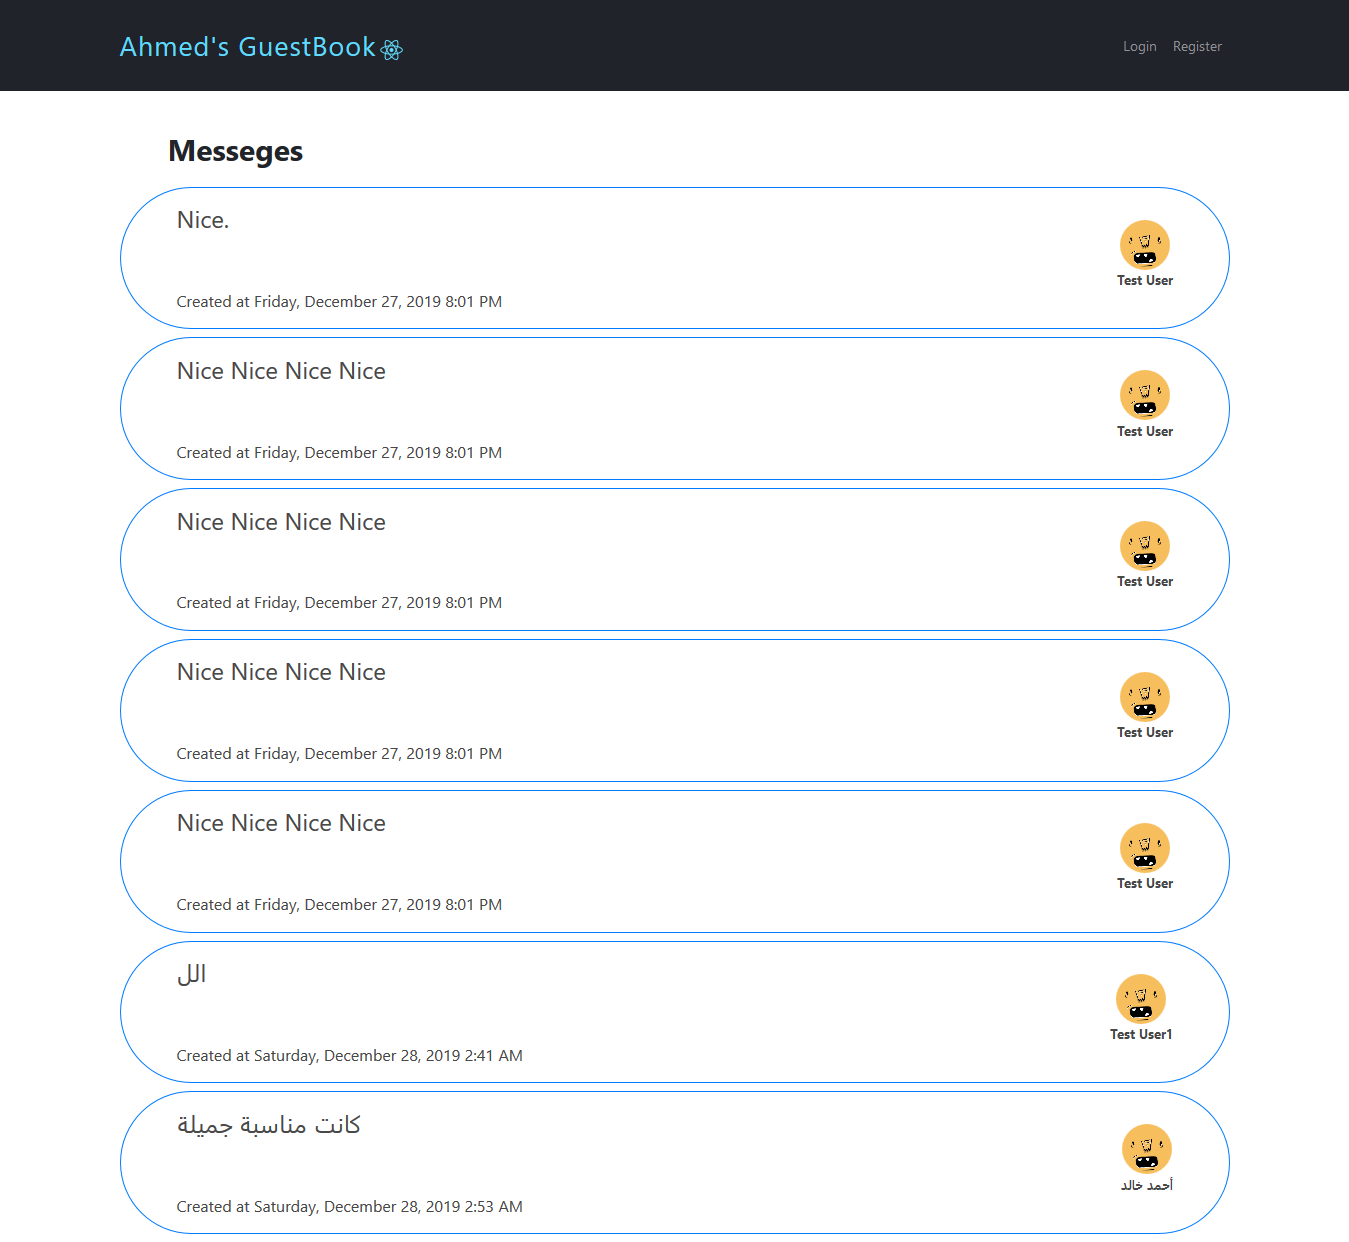 Ahmed's GuestBook
Login Register
Messeges
Nice.
Test User
Created at Friday, December 27, 2019 8:01 PM
Nice Nice Nice Nice
Test User
Created at Friday, December 27, 2019 8:01 PM
Nice Nice Nice Nice
Test User
Created at Friday, December 27, 2019 8:01 PM
Nice Nice Nice Nice
Test User
Created at Friday, December 27, 2019 8:01 PM
Nice Nice Nice Nice
Test User
Created at Friday, December 27, 2019 8:01 PM
الل
Test User1
Created at Saturday, December 28, 2019 2:41 AM
كانت مناسبة جميلة
أحمد خالد
Created at Saturday, December 28, 2019 2:53 AM